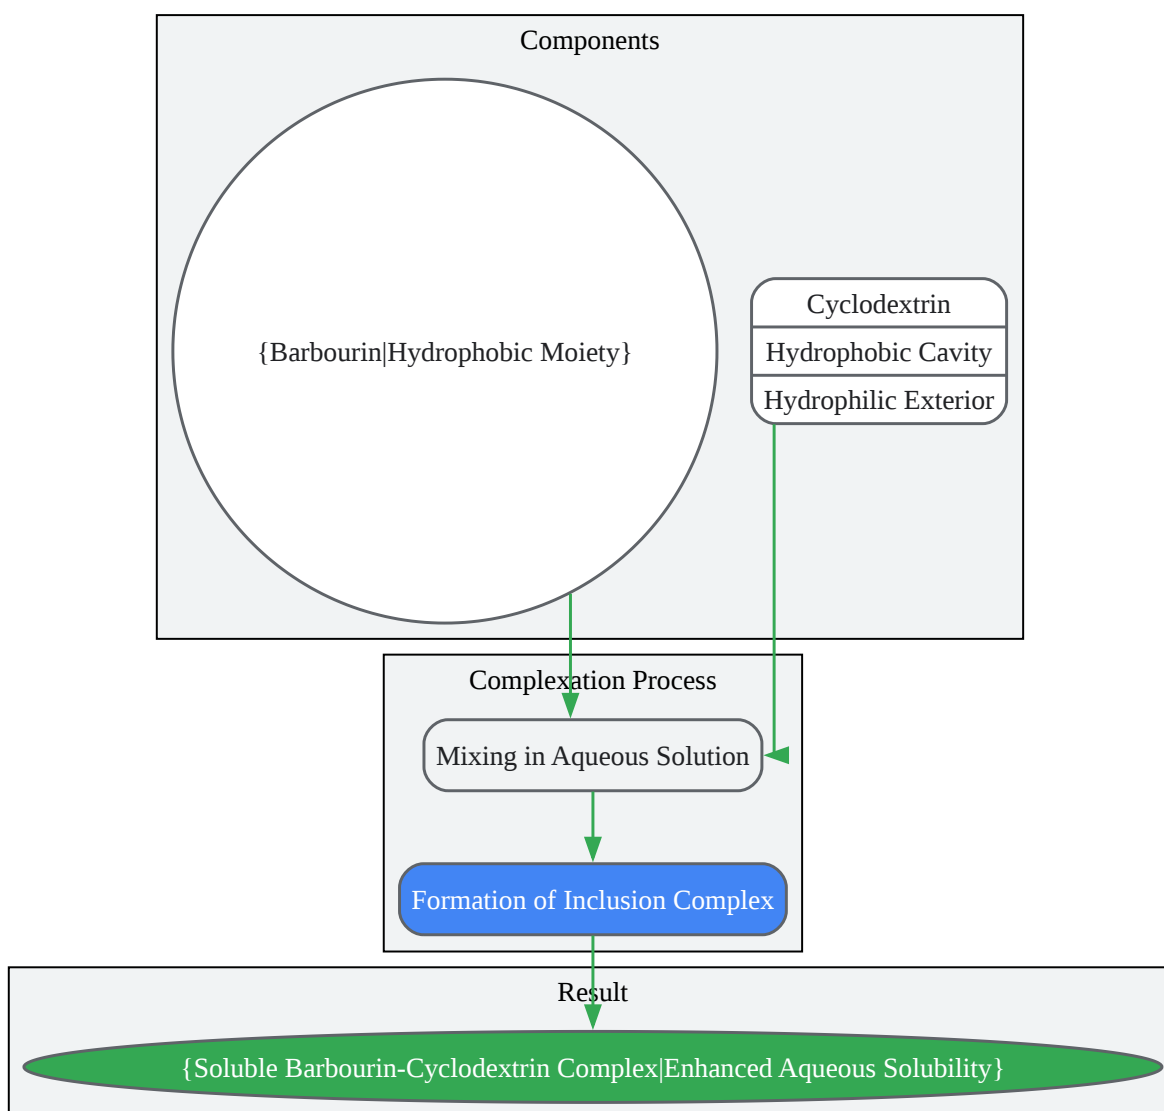 Components
{Barbourin|Hydrophobic Moiety}
Cyclodextrin
Hydrophobic Cavity
Hydrophilic Exterior
Complexation Process
Mixing in Aqueous Solution
Formation of Inclusion Complex
Result
{Soluble Barbourin-Cyclodextrin Complex|Enhanced Aqueous Solubility}